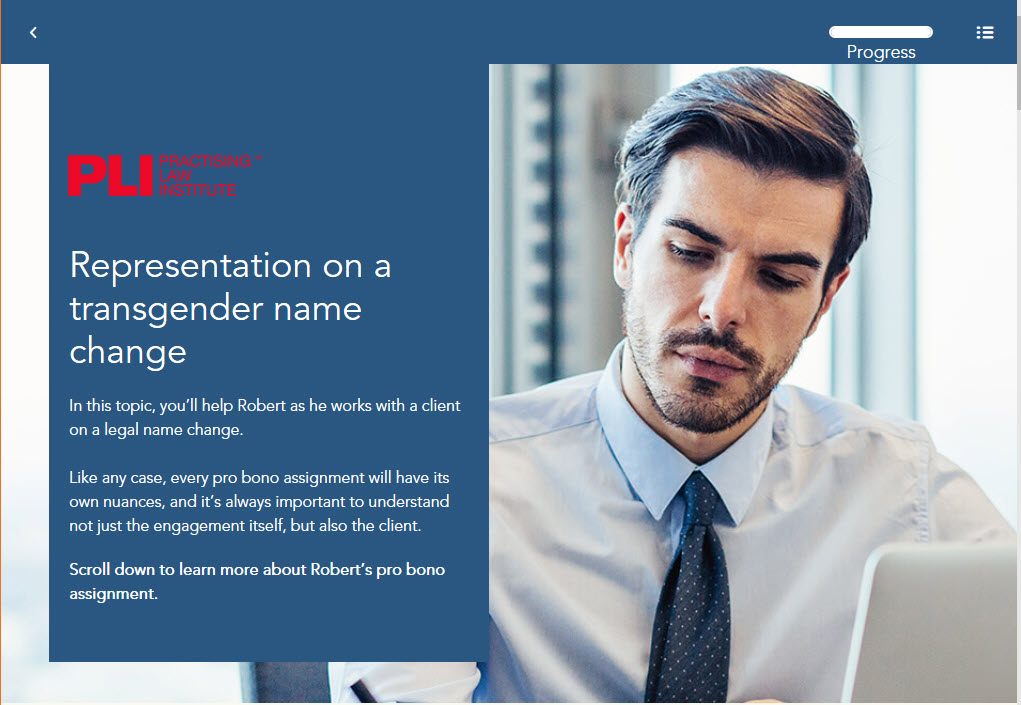 Progress
PLI PRACTISING™
LAW
INSTITUTE
Representation on a
transgender name
change
In this topic, you’ll help Robert as he works with a client
on a legal name change.
Like any case, every pro bono assignment will have its
own nuances, and it’s always important to understand
not just the engagement itself, but also the client.
Scroll down to learn more about Robert’s pro bono
assignment.